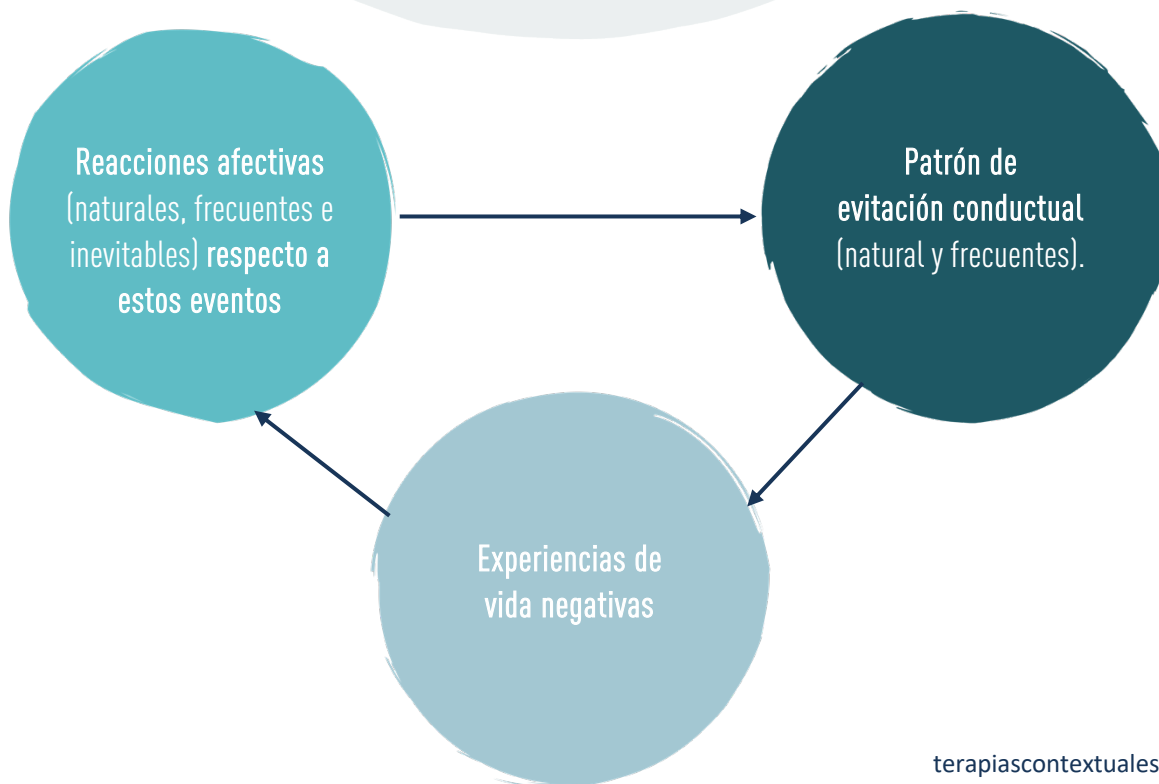 Reacciones afectivas
(naturales, frecuentes e
inevitables) respecto a
estos eventos
Patrón de
evitación conductual
(natural y frecuentes).
Experiencias de
vida negativas
terapiascontextuales